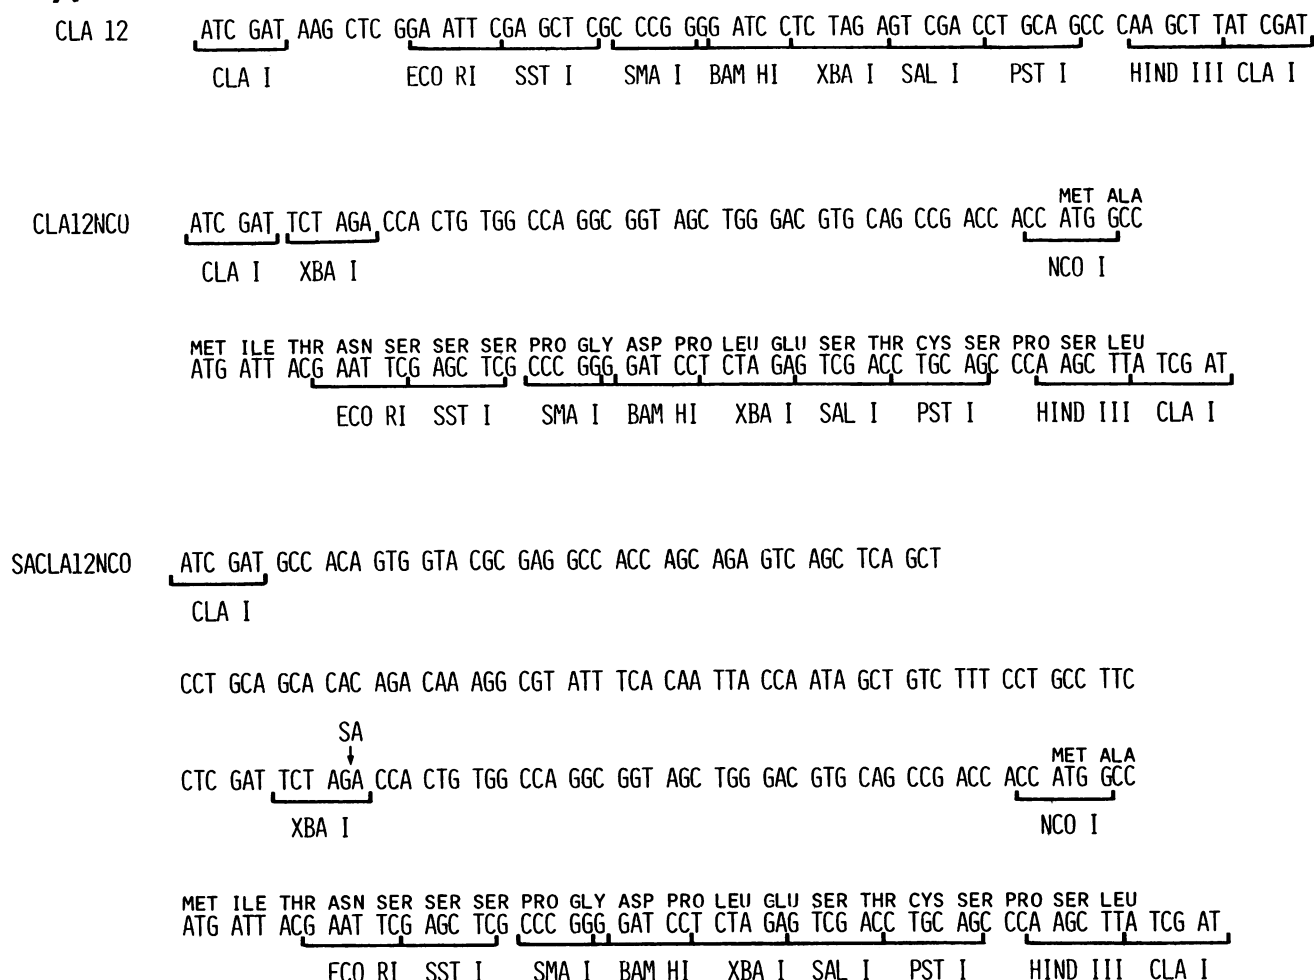 CLA 12 ATC GAT AAG CTC GGA ATT CGA GCT CGC CCG GGG ATC CTC TAG AGT CGA CCT GCA GCC CAA GCT TAT CGAT
CLA I ECO RI SST I SMA I BAM HI XBA I SAL I PST I HIND III CLA I
MET ALA
CLA12NCO ATC GAT TCT AGA CCA CTG TGG CCA GGC GGT AGC TGG GAC GTG CAG CCG ACC ACC ATG GCC
CLA I XBA I NCO I
MET ILE THR ASN SER SER SER PRO GLY ASP PRO LEU GLU SER THR CYS SER PRO SER LEU
ATG ATT ACG AAT TCG AGC TCG CCC GGG GAT CCT CTA GAG TCG ACC TGC AGC CCA AGC TTA TCG AT
ECO RI SST I SMA I BAM HI XBA I SAL I PST I HIND III CLA I
SACLA12NCO ATC GAT GCC ACA GTG GTA CGC GAG GCC ACC AGC AGA GTC AGC TCA GCT
CLA I
CCT GCA GCA CAC AGA CAA AGG CGT ATT TCA CAA TTA CCA ATA GCT GTC TTT CCT GCC TTC
SA
MET ALA
CTC GAT TCT AGA CCA CTG TGG CCA GGC GGT AGC TGG GAC GTG CAG CCG ACC ACC ATG GCC
XBA I NCO I
MET ILE THR ASN SER SER SER PRO GLY ASP PRO LEU GLU SER THR CYS SER PRO SER LEU
ATG ATT ACG AAT TCG AGC TCG CCC GGG GAT CCT CTA GAG TCG ACC TGC AGC CCA AGC TTA TCG AT
ECO RI SST I SMA I BAM HI XBA I SAL I PST I HIND III CLA I